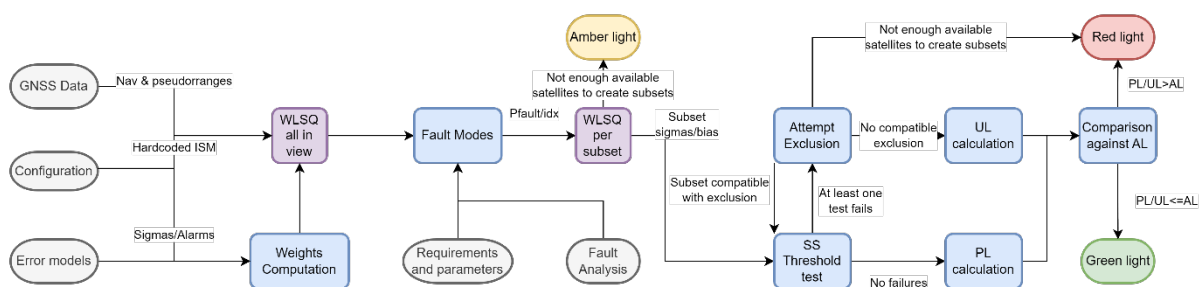 Amber light
Not enough available
satellites to create subsets
Red light
Not enough available
satellites to create subsets
GNSS Data
Nav & pseudorranges
PL/UL>AL
Pfault/idx
WLSQ
all in
view
Fault Modes
WLSQ
per
subset
Subset
sigmas/bias
Attempt
Exclusion
No compatible
exclusion
UL
calculation
Comparison
against AL
Hardcoded ISM
Configuration
Subset compatible
with exclusion
At least one
test fails
PL/UL<=AL
Sigmas/Alarms
Error models
Weights
Computation
Requirements
and parameters
Fault
Analysis
SS
Threshold
test
No failures
PL
calculation
Green light